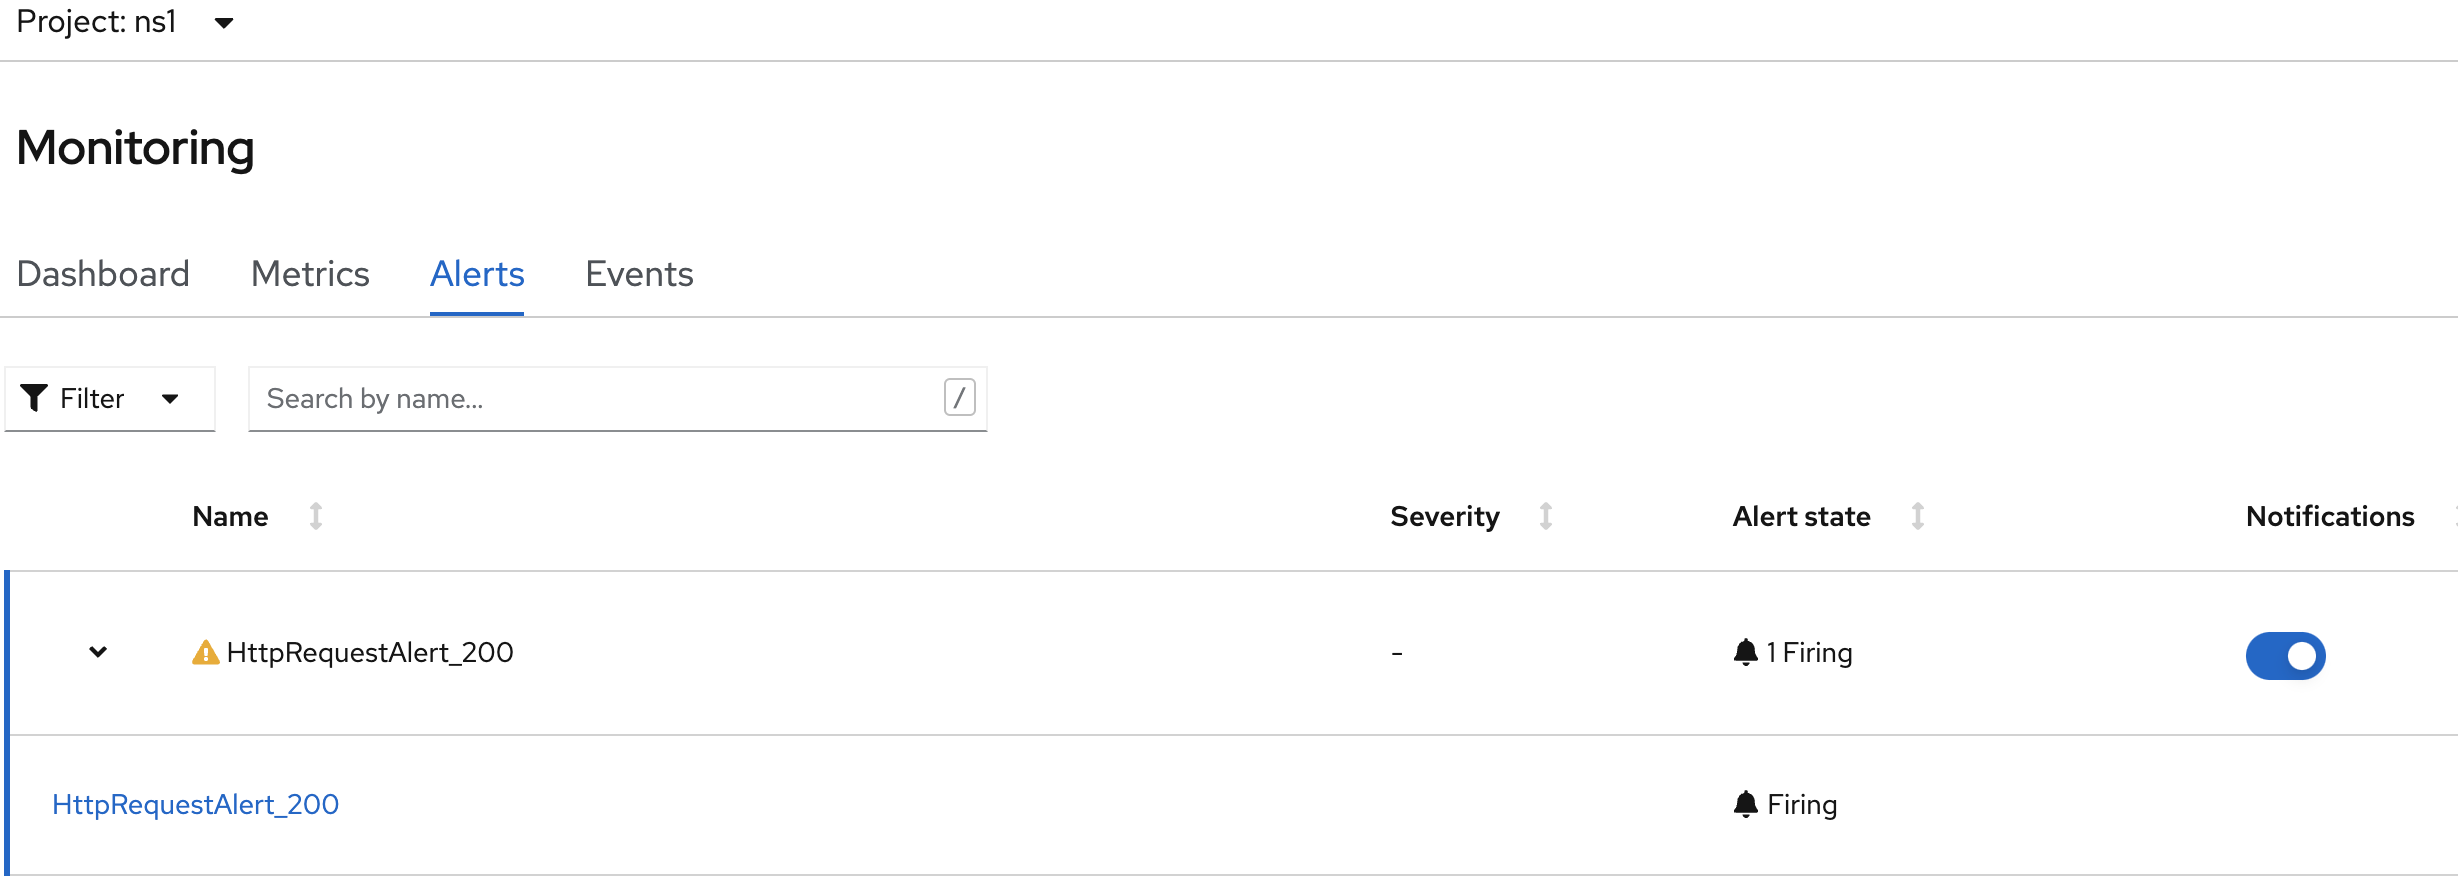 Project: ns1
Monitoring
Dashboard Metrics Alerts Events
Filter Search by name... /
Name Severity Alert state Notifications
HttpRequestAlert_200 - 1 Firing
HttpRequestAlert_200 Firing